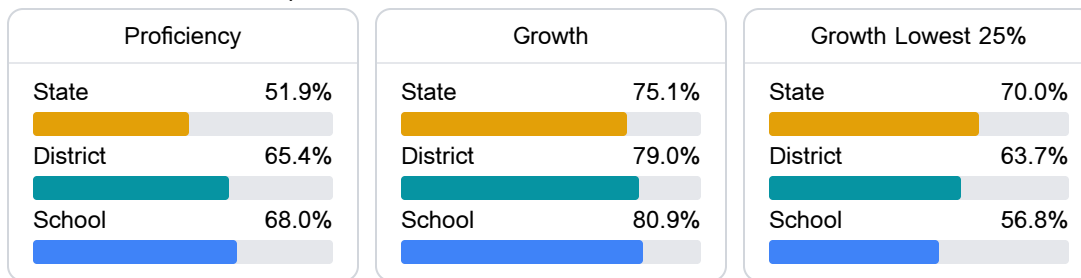 Proficiency
State 51.9%
District 65.4%
School 68.0%
Growth
State 75.1%
District 79.0%
School 80.9%
Growth Lowest 25%
State 70.0%
District 63.7%
School 56.8%